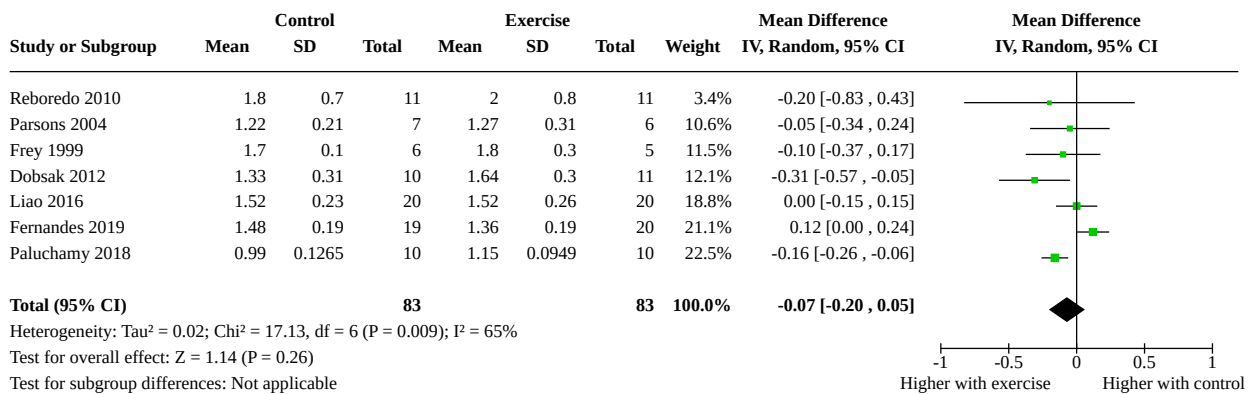 Control Exercise Mean Difference Mean Difference
Study or Subgroup Mean SD Total Mean SD Total Weight IV, Random, 95% CI IV, Random, 95% CI
Reboredo 2010 1.8 0.7 11 2 0.8 11 3.4% -0.20 [-0.83 , 0.43]
Parsons 2004 1.22 0.21 7 1.27 0.31 6 10.6% -0.05 [-0.34 , 0.24]
Frey 1999 1.7 0.1 6 1.8 0.3 5 11.5% -0.10 [-0.37 , 0.17]
Dobsak 2012 1.33 0.31 10 1.64 0.3 11 12.1% -0.31 [-0.57 , -0.05]
Liao 2016 1.52 0.23 20 1.52 0.26 20 18.8% 0.00 [-0.15 , 0.15]
Fernandes 2019 1.48 0.19 19 1.36 0.19 20 21.1% 0.12 [0.00 , 0.24]
Paluchamy 2018 0.99 0.1265 10 1.15 0.0949 10 22.5% -0.16 [-0.26 , -0.06]
Total (95% CI) 83 83 100.0% -0.07 [-0.20 , 0.05]
Heterogeneity: Tau² = 0.02; Chi² = 17.13, df = 6 (P = 0.009); I² = 65%
Test for overall effect: Z = 1.14 (P = 0.26)
-1 -0.5 0 0.5 1
Test for subgroup differences: Not applicable Higher with exercise Higher with control